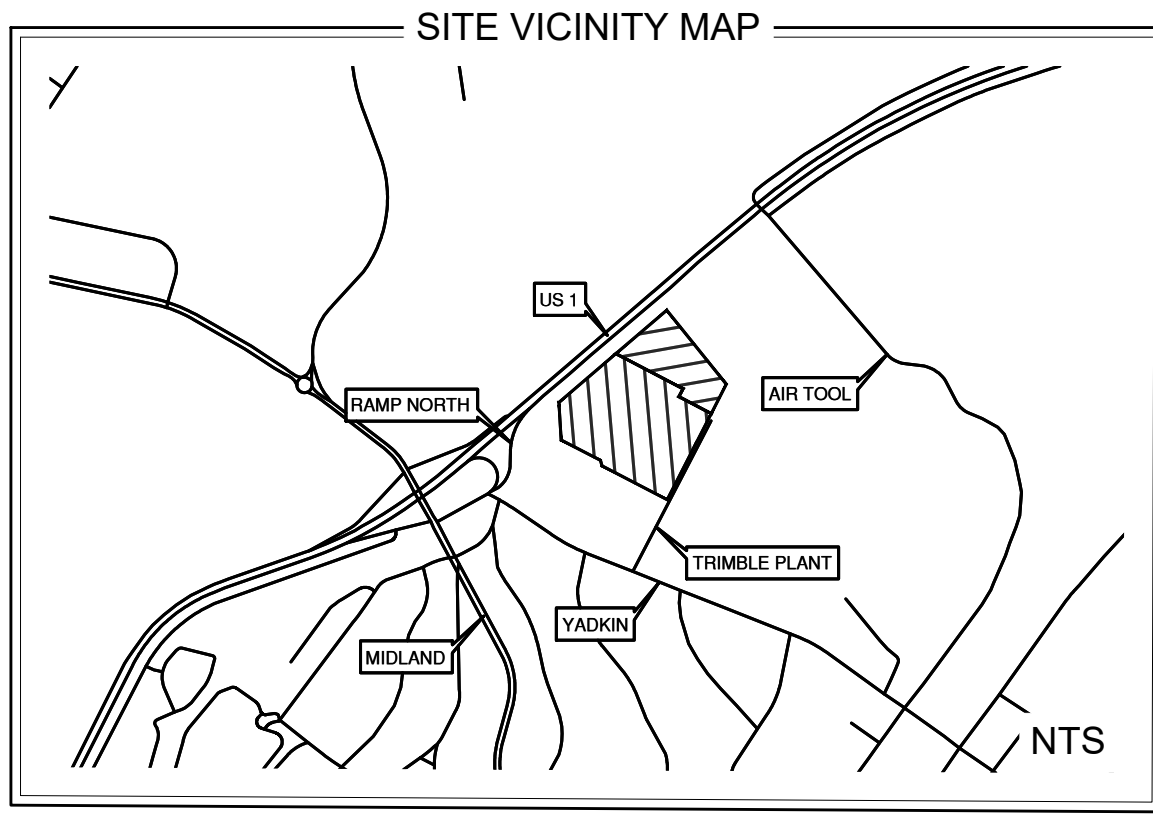 SITE VICINITY MAP
US 1
RAMP NORTH
AIR TOOL
TRIMBLE PLANT
YADKIN
MIDLAND
NTS